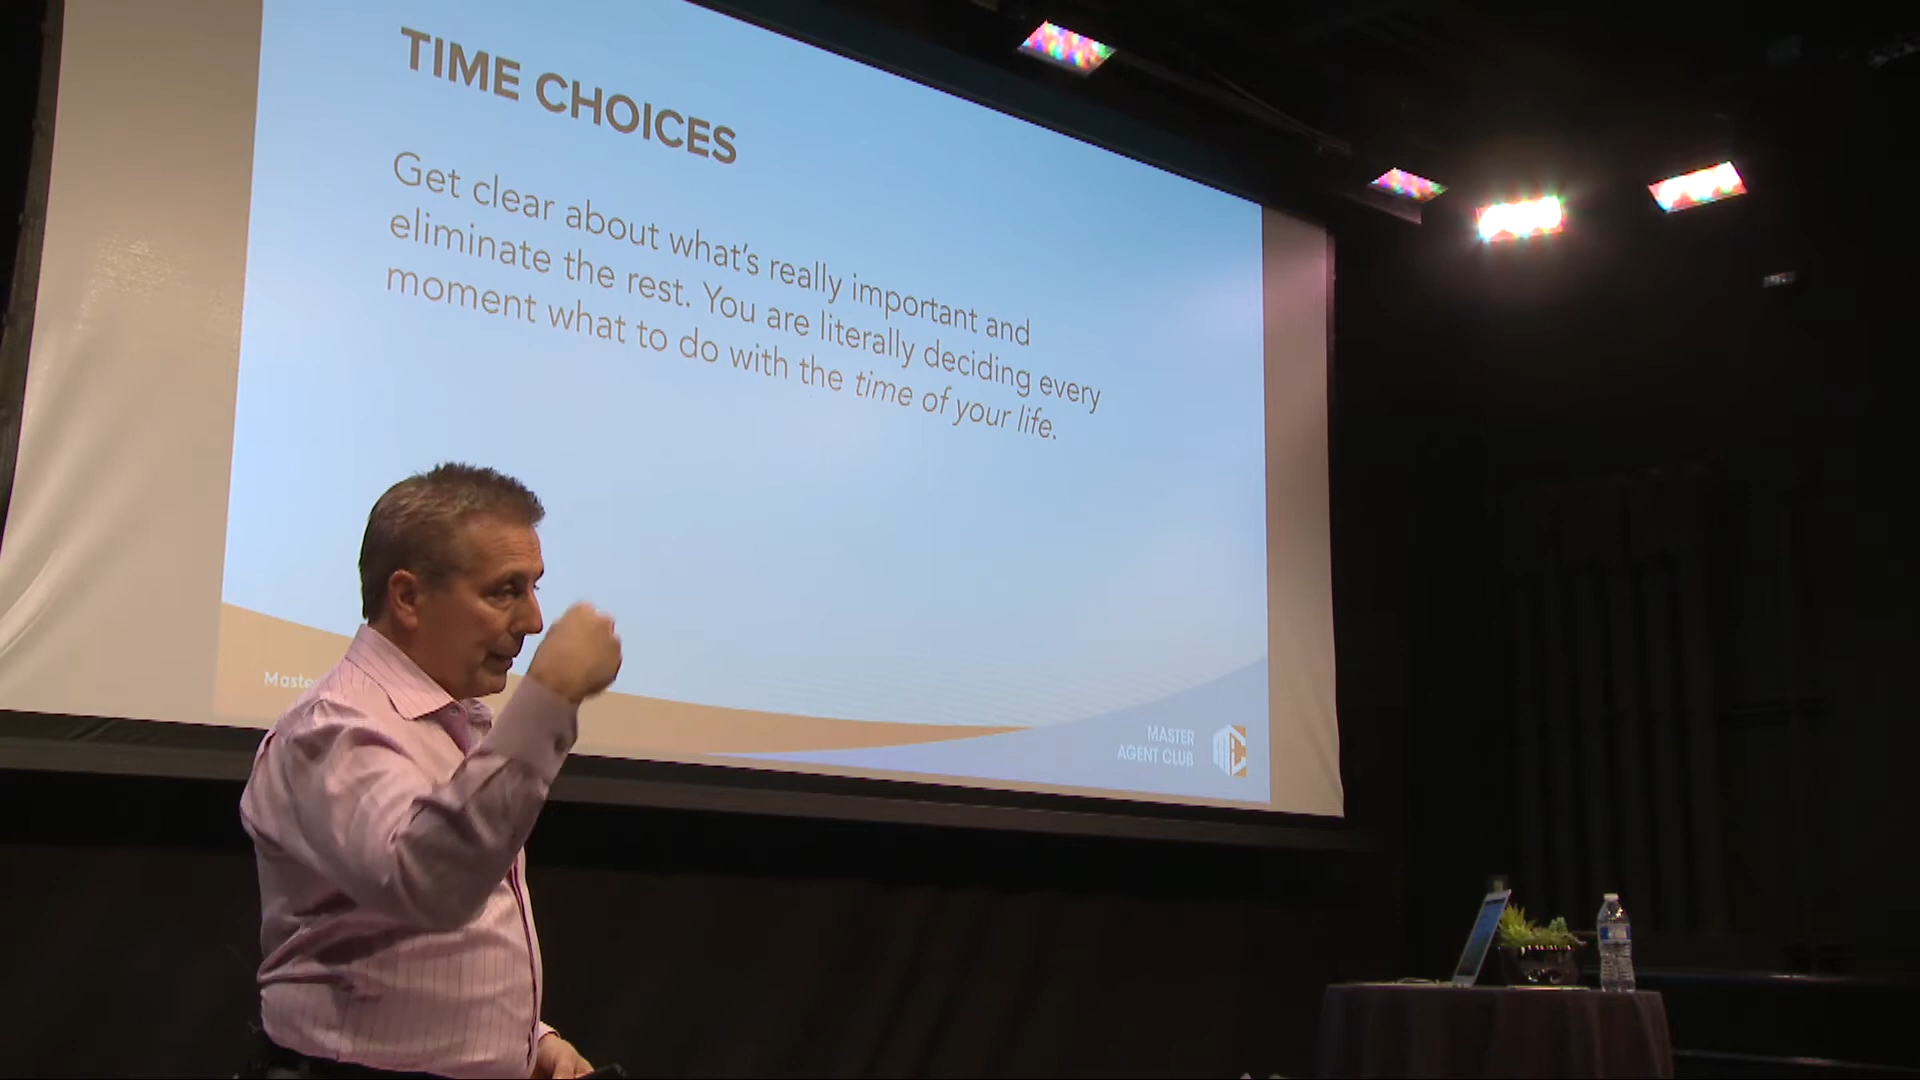 TIME CHOICES
Get clear about what's really important and
eliminate the rest. You are literally deciding every
moment what to do with the time of your life.
Maste
MASTER
AGENT CLUB